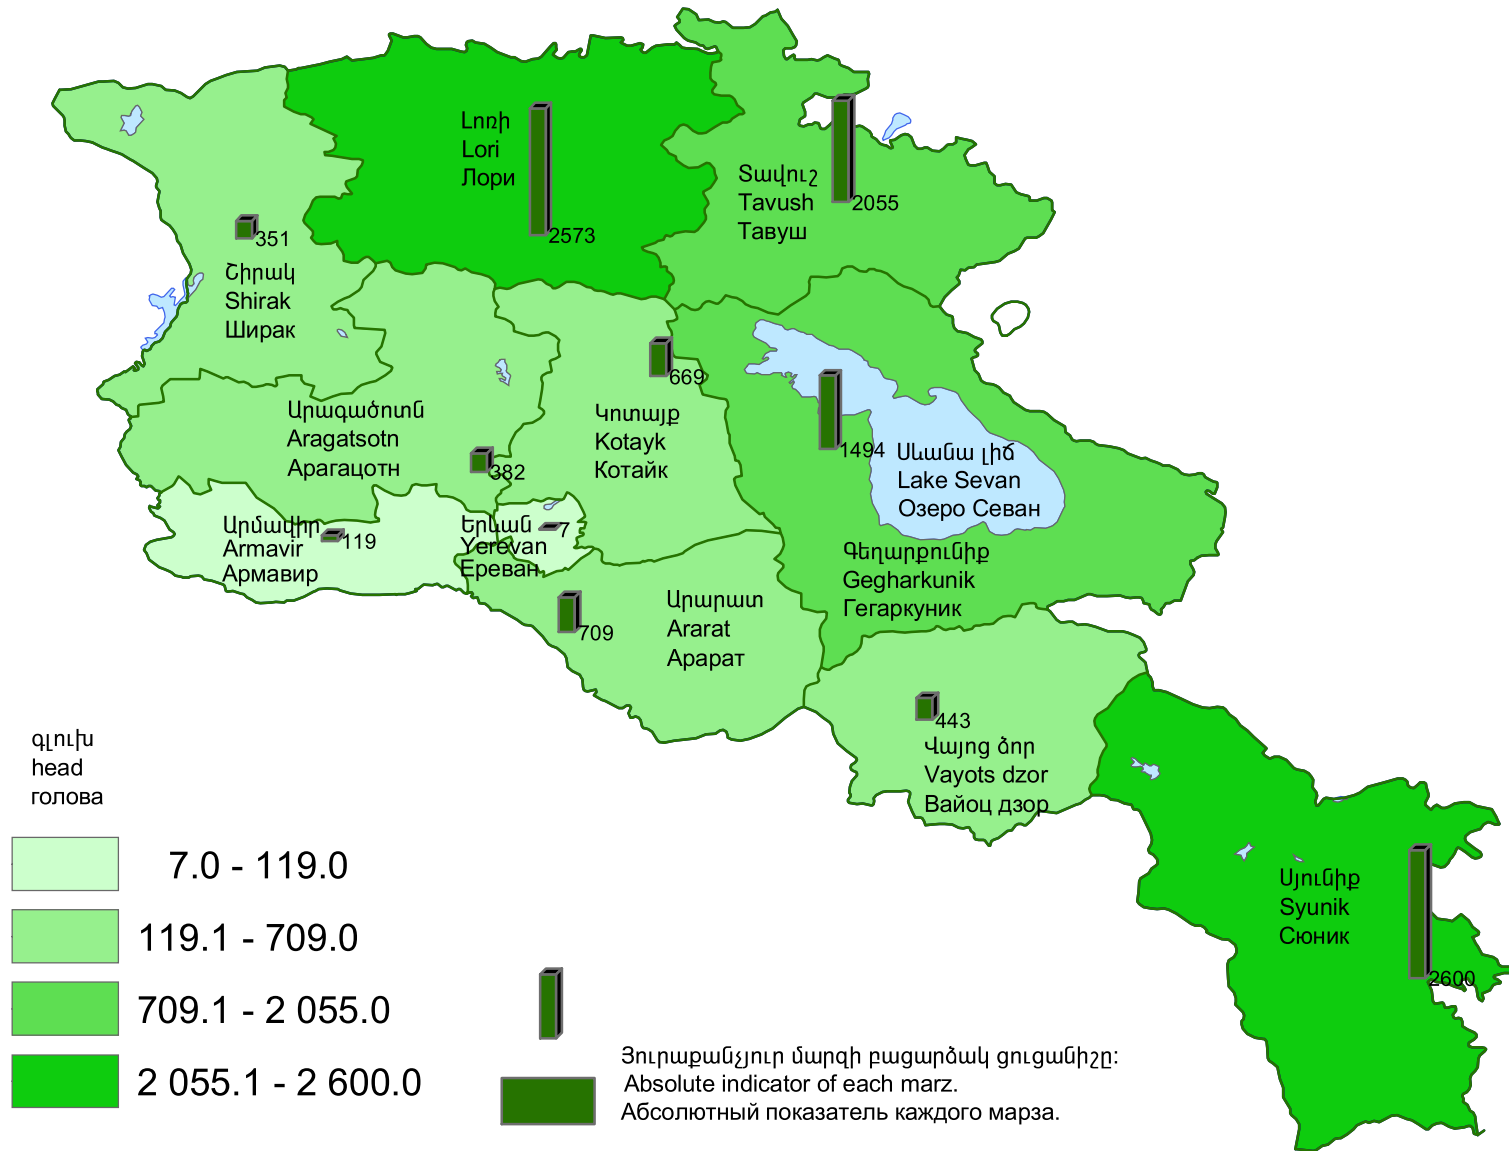 Լոռի
Lori
Лори
2573
Տավուշ
Tavush
Тавуш
2055
351
Շիրակ
Shirak
Ширак
669
Կոտայք
Kotayk
Котайк
Արագածոտն
Aragatsotn
Арагацотн
382
1494
Սևանա լիճ
Lake Sevan
Озеро Севан
Գեղարքունիք
Gegharkunik
Гегаркуник
Արմավիր
Armavir
Армавир
119
Երևան
Yerevan
Ереван
7
709
Արարատ
Ararat
Арарат
443
Վայոց ձոր
Vayots dzor
Вайоц дзор
Սյունիք
Syunik
Сюник
2600
գլուխ
head
голова
7.0 - 119.0
119.1 - 709.0
709.1 - 2 055.0
2 055.1 - 2 600.0
Յուրաքանչյուր մարզի բացարձակ ցուցանիշը:
Absolute indicator of each marz.
Абсолютный показатель каждого марза.